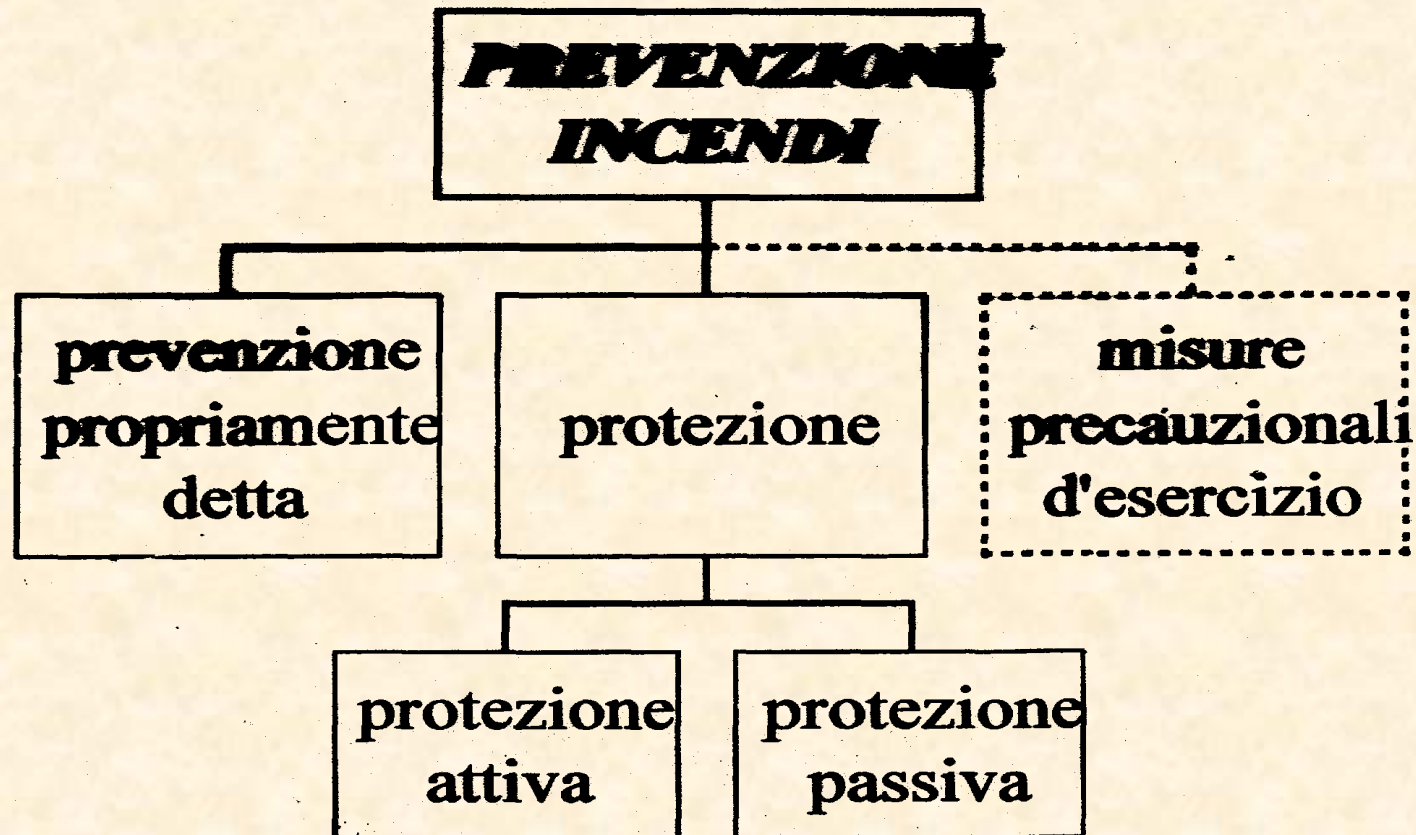 PREVENZIONE
INCENDI
prevenzione
propriamente
detta
protezione
misure
precauzionali
d'esercizio
protezione
attiva
protezione
passiva